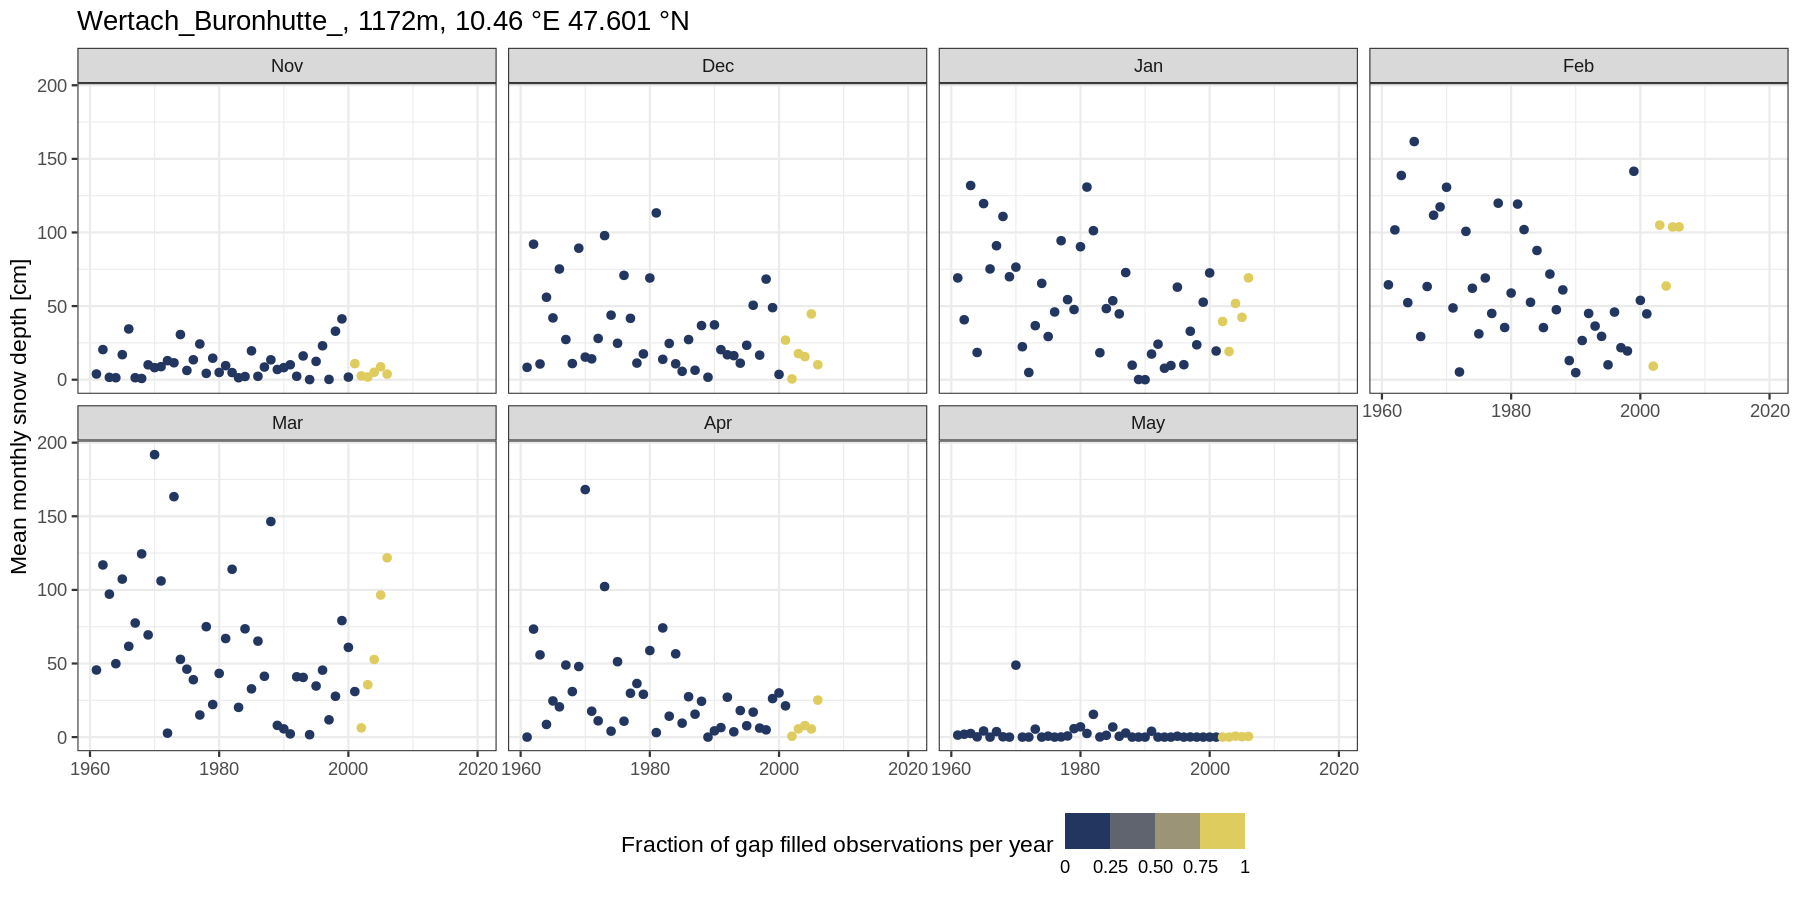 Wertach_Buronhutte_, 1172m, 10.46 °E 47.601 °N
Nov Dec Jan Feb
200
150
100
50
0
1960 1980 2000 2020
Mar Apr May
200
150
100
50
0
1960 1980 2000 2020 1960 1980 2000 2020 1960 1980 2000 2020
Mean monthly snow depth [cm]
Fraction of gap filled observations per year
0 0.25 0.50 0.75 1